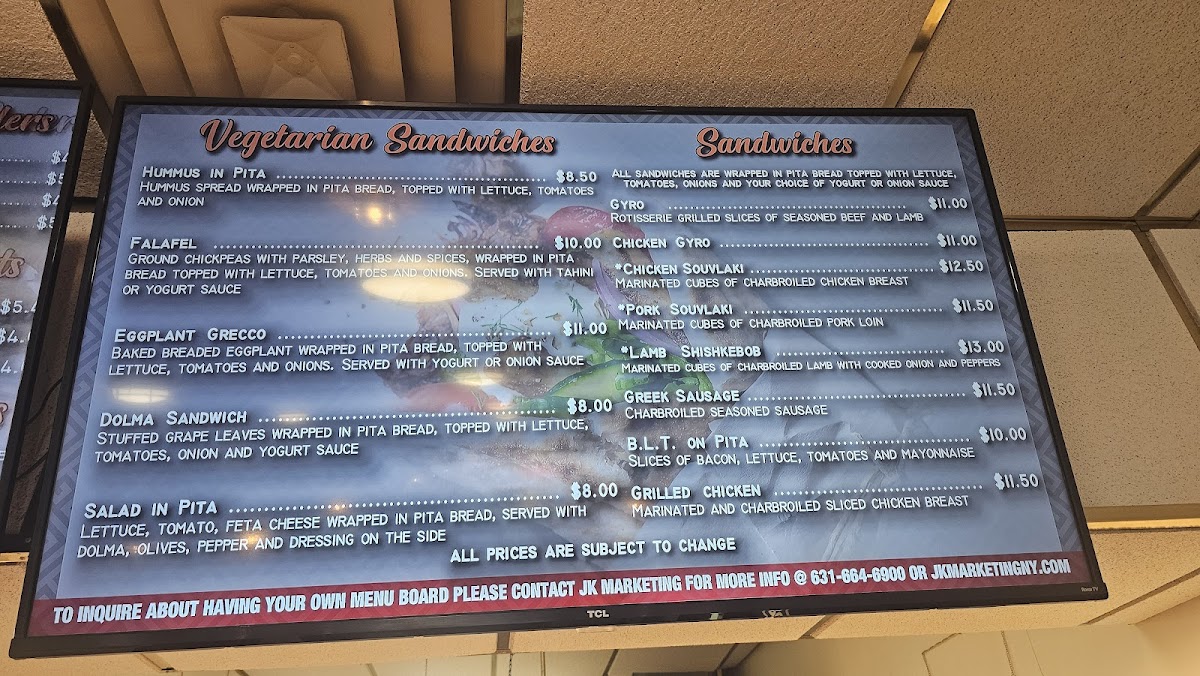 Vegetarian Sandwiches
HUMMUS IN PITA ........ $8.50
HUMMUS SPREAD WRAPPED IN PITA BREAD, TOPPED WITH LETTUCE, TOMATOES
AND ONION
FALAFEL ........ $10.00
GROUND CHICKPEAS WITH PARSLEY, HERBS AND SPICES, WRAPPED IN PITA
BREAD TOPPED WITH LETTUCE, TOMATOES AND ONIONS. SERVED WITH TAHINI
OR YOGURT SAUCE
EGGPLANT GRECCO ........ $11.00
BAKED BREADED EGGPLANT WRAPPED IN PITA BREAD, TOPPED WITH
LETTUCE, TOMATOES AND ONIONS. SERVED WITH YOGURT OR ONION SAUCE
DOLMA SANDWICH ........ $8.00
STUFFED GRAPE LEAVES WRAPPED IN PITA BREAD, TOPPED WITH LETTUCE,
TOMATOES, ONION AND YOGURT SAUCE
SALAD IN PITA ........ $8.00
LETTUCE, TOMATO, FETA CHEESE WRAPPED IN PITA BREAD, SERVED WITH
DOLMA, OLIVES, PEPPER AND DRESSING ON THE SIDE
Sandwiches
ALL SANDWICHES ARE WRAPPED IN PITA BREAD TOPPED WITH LETTUCE,
TOMATOES, ONIONS AND YOUR CHOICE OF YOGURT OR ONION SAUCE
GYRO ........ $11.00
ROTISSERIE GRILLED SLICES OF SEASONED BEEF AND LAMB
CHICKEN GYRO ........ $11.00
*CHICKEN SOUVLAKI ........ $12.50
MARINATED CUBES OF CHARBROILED CHICKEN BREAST
*PORK SOUVLAKI ........ $11.50
MARINATED CUBES OF CHARBROILED PORK LOIN
*LAMB SHISHKEBOB ........ $13.00
MARINATED CUBES OF CHARBROILED LAMB WITH COOKED ONION AND PEPPERS
GREEK SAUSAGE ........ $11.50
CHARBROILED SEASONED SAUSAGE
B.L.T. ON PITA ........ $10.00
SLICES OF BACON, LETTUCE, TOMATOES AND MAYONNAISE
GRILLED CHICKEN ........ $11.50
MARINATED AND CHARBROILED SLICED CHICKEN BREAST
ALL PRICES ARE SUBJECT TO CHANGE
TO INQUIRE ABOUT HAVING YOUR OWN MENU BOARD PLEASE CONTACT JK MARKETING FOR MORE INFO @ 631-664-6900 OR JKMARKETINGNY.COM
TCL
Roku TV